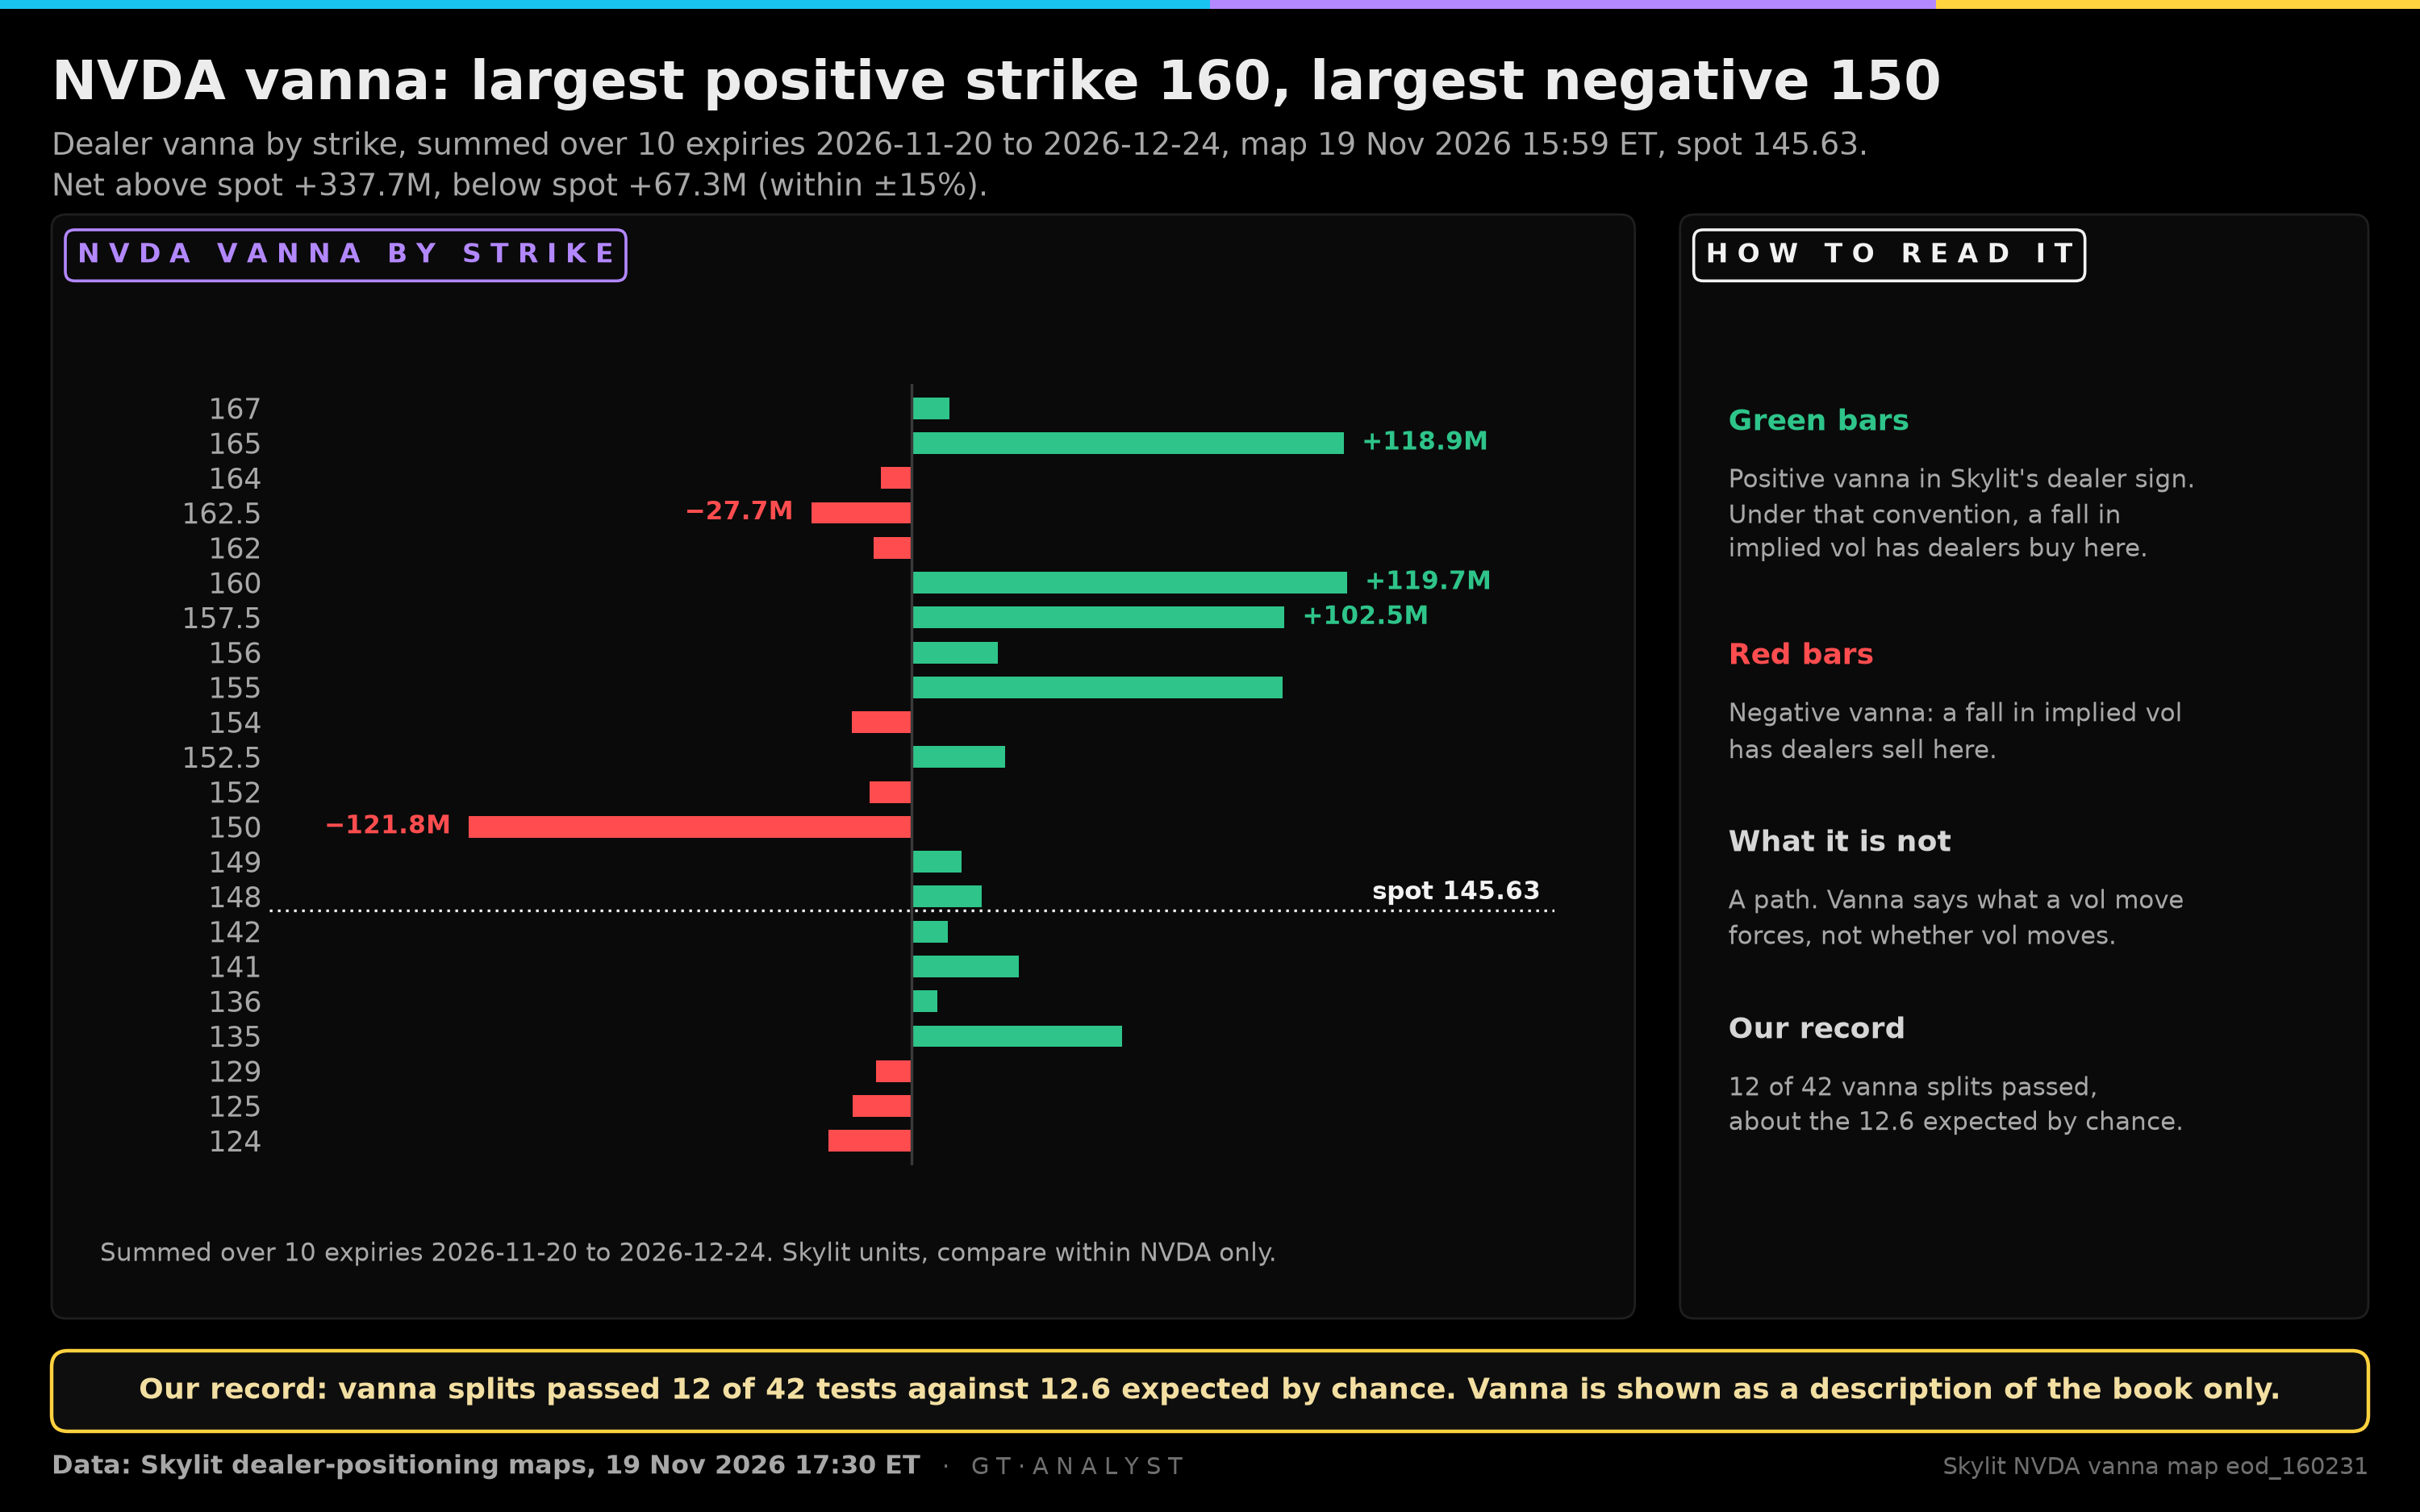 NVDA vanna: largest positive strike 160, largest negative 150
Dealer vanna by strike, summed over 10 expiries 2026-11-20 to 2026-12-24, map 19 Nov 2026 15:59 ET, spot 145.63.
Net above spot +337.7M, below spot +67.3M (within ±15%).
NVDA VANNA BY STRIKE
167
165 +118.9M
164
162.5 −27.7M
162
160 +119.7M
157.5 +102.5M
156
155
154
152.5
152
150 −121.8M
149
148 spot 145.63
142
141
136
135
129
125
124
Summed over 10 expiries 2026-11-20 to 2026-12-24. Skylit units, compare within NVDA only.
HOW TO READ IT
Green bars
Positive vanna in Skylit's dealer sign.
Under that convention, a fall in
implied vol has dealers buy here.
Red bars
Negative vanna: a fall in implied vol
has dealers sell here.
What it is not
A path. Vanna says what a vol move
forces, not whether vol moves.
Our record
12 of 42 vanna splits passed,
about the 12.6 expected by chance.
Our record: vanna splits passed 12 of 42 tests against 12.6 expected by chance. Vanna is shown as a description of the book only.
Data: Skylit dealer-positioning maps, 19 Nov 2026 17:30 ET · GT·ANALYST
Skylit NVDA vanna map eod_160231